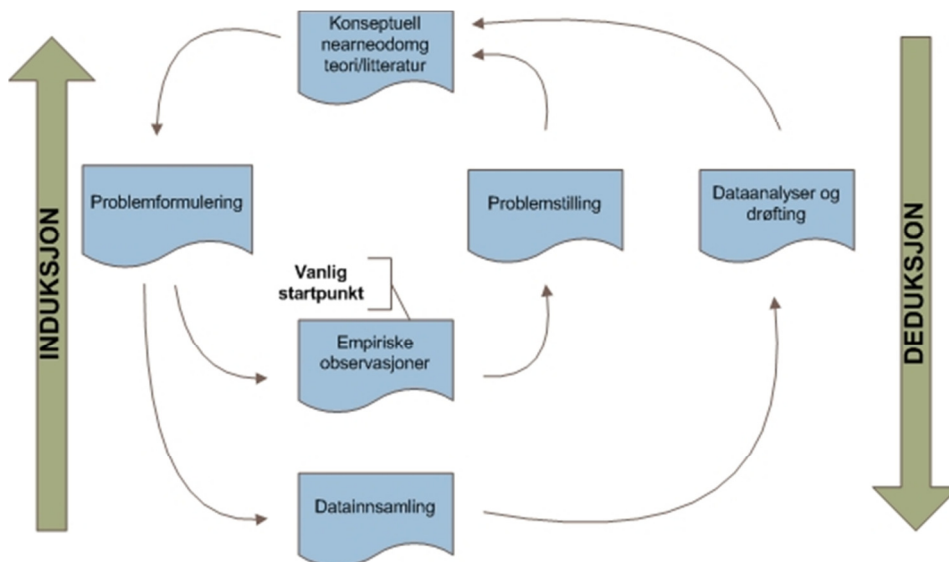 Konseptuell
nearneodomg
teori/litteratur
Problemformulering
Problemstilling
Dataanalyser og
drøfting
Vanlig
startpunkt
Empiriske
observasjoner
Datainnsamling
INDUKSJON
DEDUKSJON